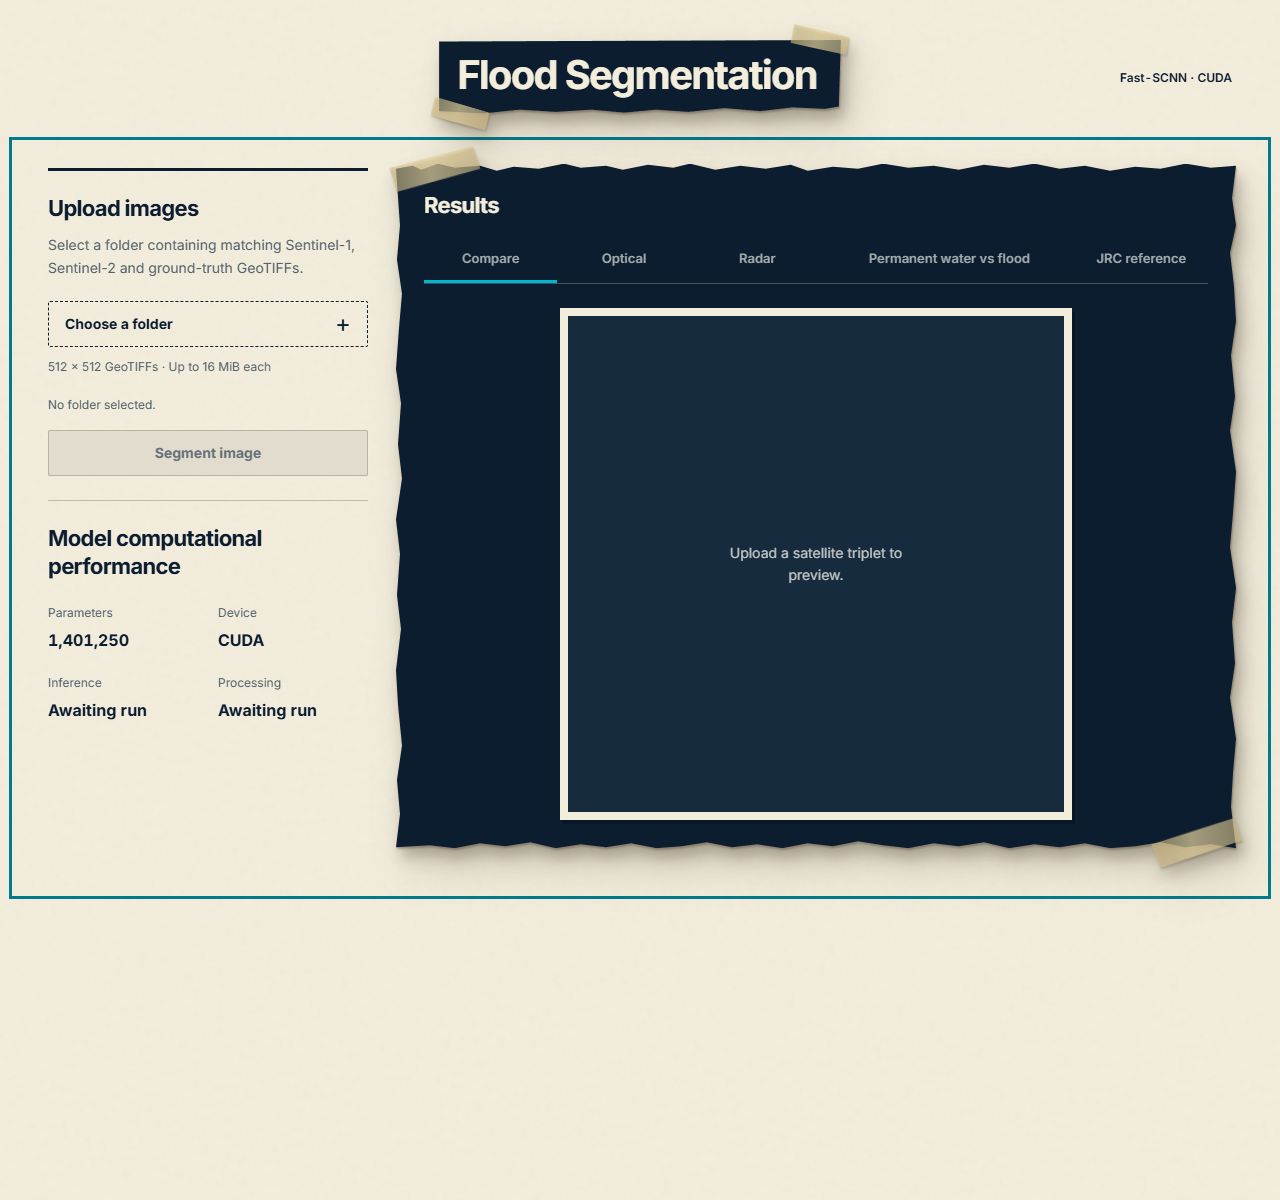 Flood Segmentation
Fast-SCNN · CUDA
Upload images
Select a folder containing matching Sentinel-1,
Sentinel-2 and ground-truth GeoTIFFs.
Choose a folder +
512 × 512 GeoTIFFs · Up to 16 MiB each
No folder selected.
Segment image
Model computational
performance
Parameters Device
1,401,250 CUDA
Inference Processing
Awaiting run Awaiting run
Results
Compare Optical Radar Permanent water vs flood JRC reference
Upload a satellite triplet to
preview.